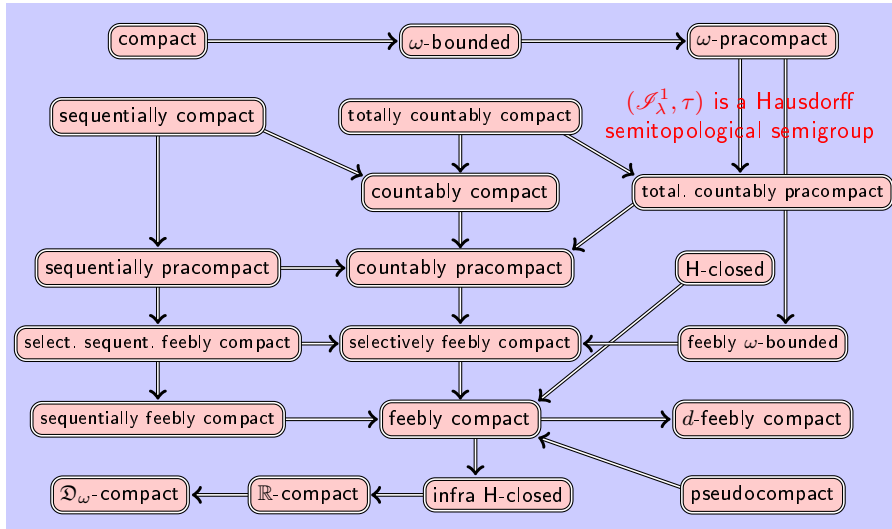 compact
ω-bounded
ω-pracompact
(𝓘¹_λ, τ) is a Hausdorff
semitopological semigroup
sequentially compact
totally countably compact
countably compact
total. countably pracompact
sequentially pracompact
countably pracompact
H-closed
select. sequent. feebly compact
selectively feebly compact
feebly ω-bounded
sequentially feebly compact
feebly compact
d-feebly compact
𝔇_ω-compact
ℝ-compact
infra H-closed
pseudocompact